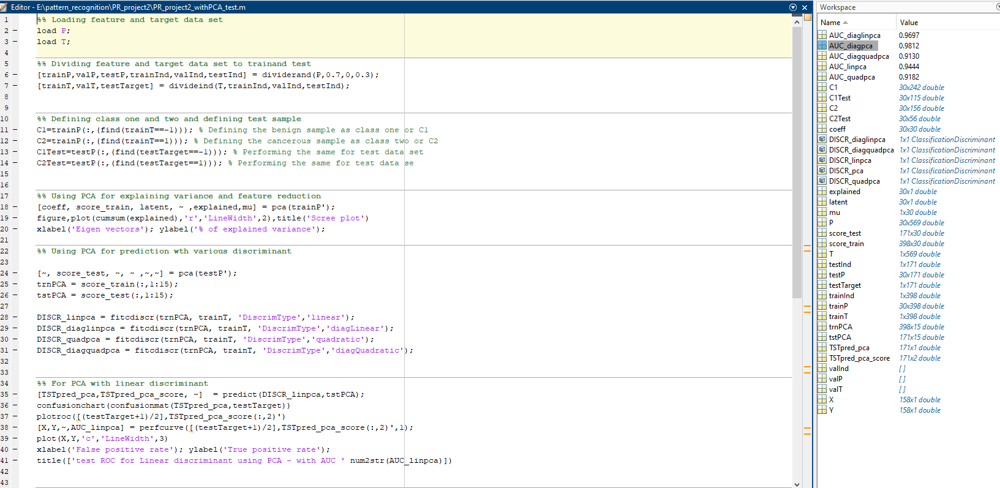 Editor - E:\pattern_recognition\PR_project2\PR_project2_withPCA_test.m
1 %% Loading feature and target data set
2 – load P;
3 – load T;
4
5 %% Dividing feature and target data set to trainand test
6 – [trainP,valP,testP,trainInd,valInd,testInd] = dividerand(P,0.7,0,0.3);
7 – [trainT,valT,testTarget] = divideind(T,trainInd,valInd,testInd);
8
9
10 %% Defining class one and two and defining test sample
11 – C1=trainP(:,(find(trainT==-1))); % Defining the benign sample as class one or C1
12 – C2=trainP(:,(find(trainT==1))); % Defining the cancerous sample as class two or C2
13 – C1Test=testP(:,(find(testTarget==-1))); % Performing the same for test data set
14 – C2Test=testP(:,(find(testTarget==1))); % Performing the same for test data se
15
16
17 %% Using PCA for explaining variance and feature reduction
18 – [coeff, score_train, latent, ~ ,explained,mu] = pca(trainP');
19 – figure,plot(cumsum(explained),'r','LineWidth',2),title('Scree plot')
20 – xlabel('Eigen vectors'); ylabel('% of explained variance');
21
22 %% Using PCA for prediction wth various discriminant
23
24 – [~, score_test, ~, ~ ,~,~] = pca(testP');
25 – trnPCA = score_train(:,1:15);
26 – tstPCA = score_test(:,1:15);
27
28 – DISCR_linpca = fitcdiscr(trnPCA, trainT, 'DiscrimType','linear');
29 – DISCR_diaglinpca = fitcdiscr(trnPCA, trainT, 'DiscrimType','diagLinear');
30 – DISCR_quadpca = fitcdiscr(trnPCA, trainT, 'DiscrimType','quadratic');
31 – DISCR_diagquadpca = fitcdiscr(trnPCA, trainT, 'DiscrimType','diagQuadratic');
32
33
34 %% For PCA with linear discriminant
35 – [TSTpred_pca,TSTpred_pca_score, ~]  = predict(DISCR_linpca,tstPCA);
36 – confusionchart(confusionmat(TSTpred_pca,testTarget))
37 – plotroc([(testTarget+1)/2],TSTpred_pca_score(:,2)')
38 – [X,Y,~,AUC_linpca] = perfcurve([(testTarget+1)/2],TSTpred_pca_score(:,2)',1);
39 – plot(X,Y,'c','LineWidth',3)
40 – xlabel('False positive rate'); ylabel('True positive rate');
41 – title(['test ROC for Linear discriminant using PCA - with AUC ' num2str(AUC_linpca)])
42
43
Workspace
Name Value
AUC_diaglinpca 0.9697
AUC_diagpca 0.9812
AUC_diagquadpca 0.9130
AUC_linpca 0.9444
AUC_quadpca 0.9182
C1 30x242 double
C1Test 30x115 double
C2 30x156 double
C2Test 30x56 double
coeff 30x30 double
DISCR_diaglinpca 1x1 ClassificationDiscriminant
DISCR_diagquadpca 1x1 ClassificationDiscriminant
DISCR_linpca 1x1 ClassificationDiscriminant
DISCR_pca 1x1 ClassificationDiscriminant
DISCR_quadpca 1x1 ClassificationDiscriminant
explained 30x1 double
latent 30x1 double
mu 1x30 double
P 30x569 double
score_test 171x30 double
score_train 398x30 double
T 1x569 double
testInd 1x171 double
testP 30x171 double
testTarget 1x171 double
trainInd 1x398 double
trainP 30x398 double
trainT 1x398 double
trnPCA 398x15 double
tstPCA 171x15 double
TSTpred_pca 171x1 double
TSTpred_pca_score 171x2 double
valInd []
valP []
valT []
X 158x1 double
Y 158x1 double